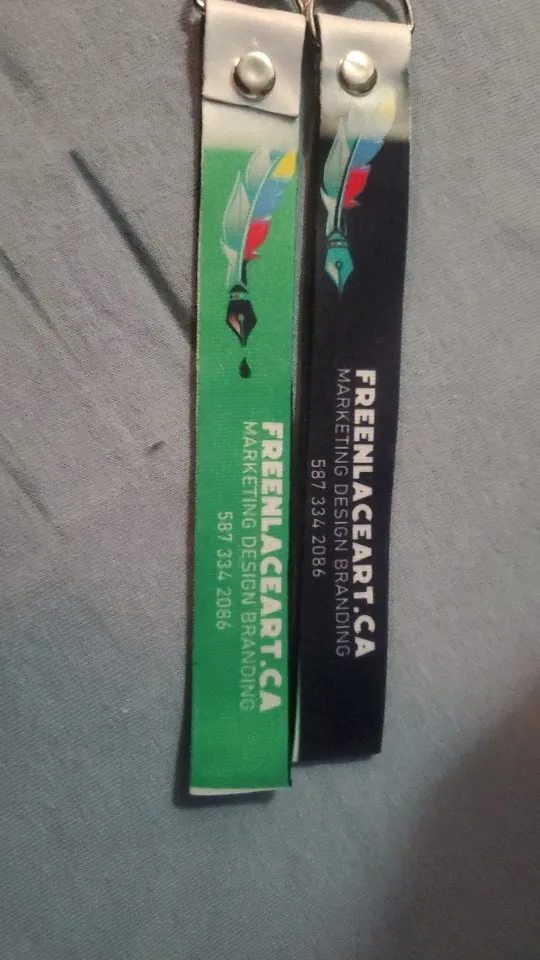 FREENLACEART.CA
MARKETING DESIGN BRANDING
587 334 2086
FREENLACEART.CA
MARKETING DESIGN BRANDING
587 334 2086